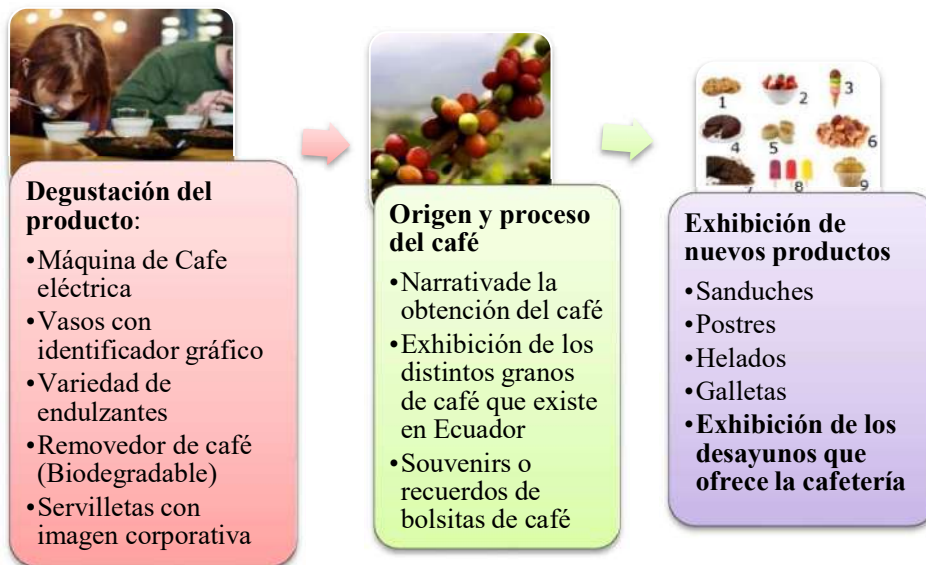 Degustación del
producto:
•Máquina de Cafe
eléctrica
•Vasos con
identificador gráfico
•Variedad de
endulzantes
•Removedor de café
(Biodegradable)
•Servilletas con
imagen corporativa
Origen y proceso
del café
•Narrativade la
obtención del café
•Exhibición de los
distintos granos
de café que existe
en Ecuador
•Souvenirs o
recuerdos de
bolsitas de café
1 2 3
4 5 6
7 8 9
Exhibición de
nuevos productos
•Sanduches
•Postres
•Helados
•Galletas
•Exhibición de los
desayunos que
ofrece la cafetería